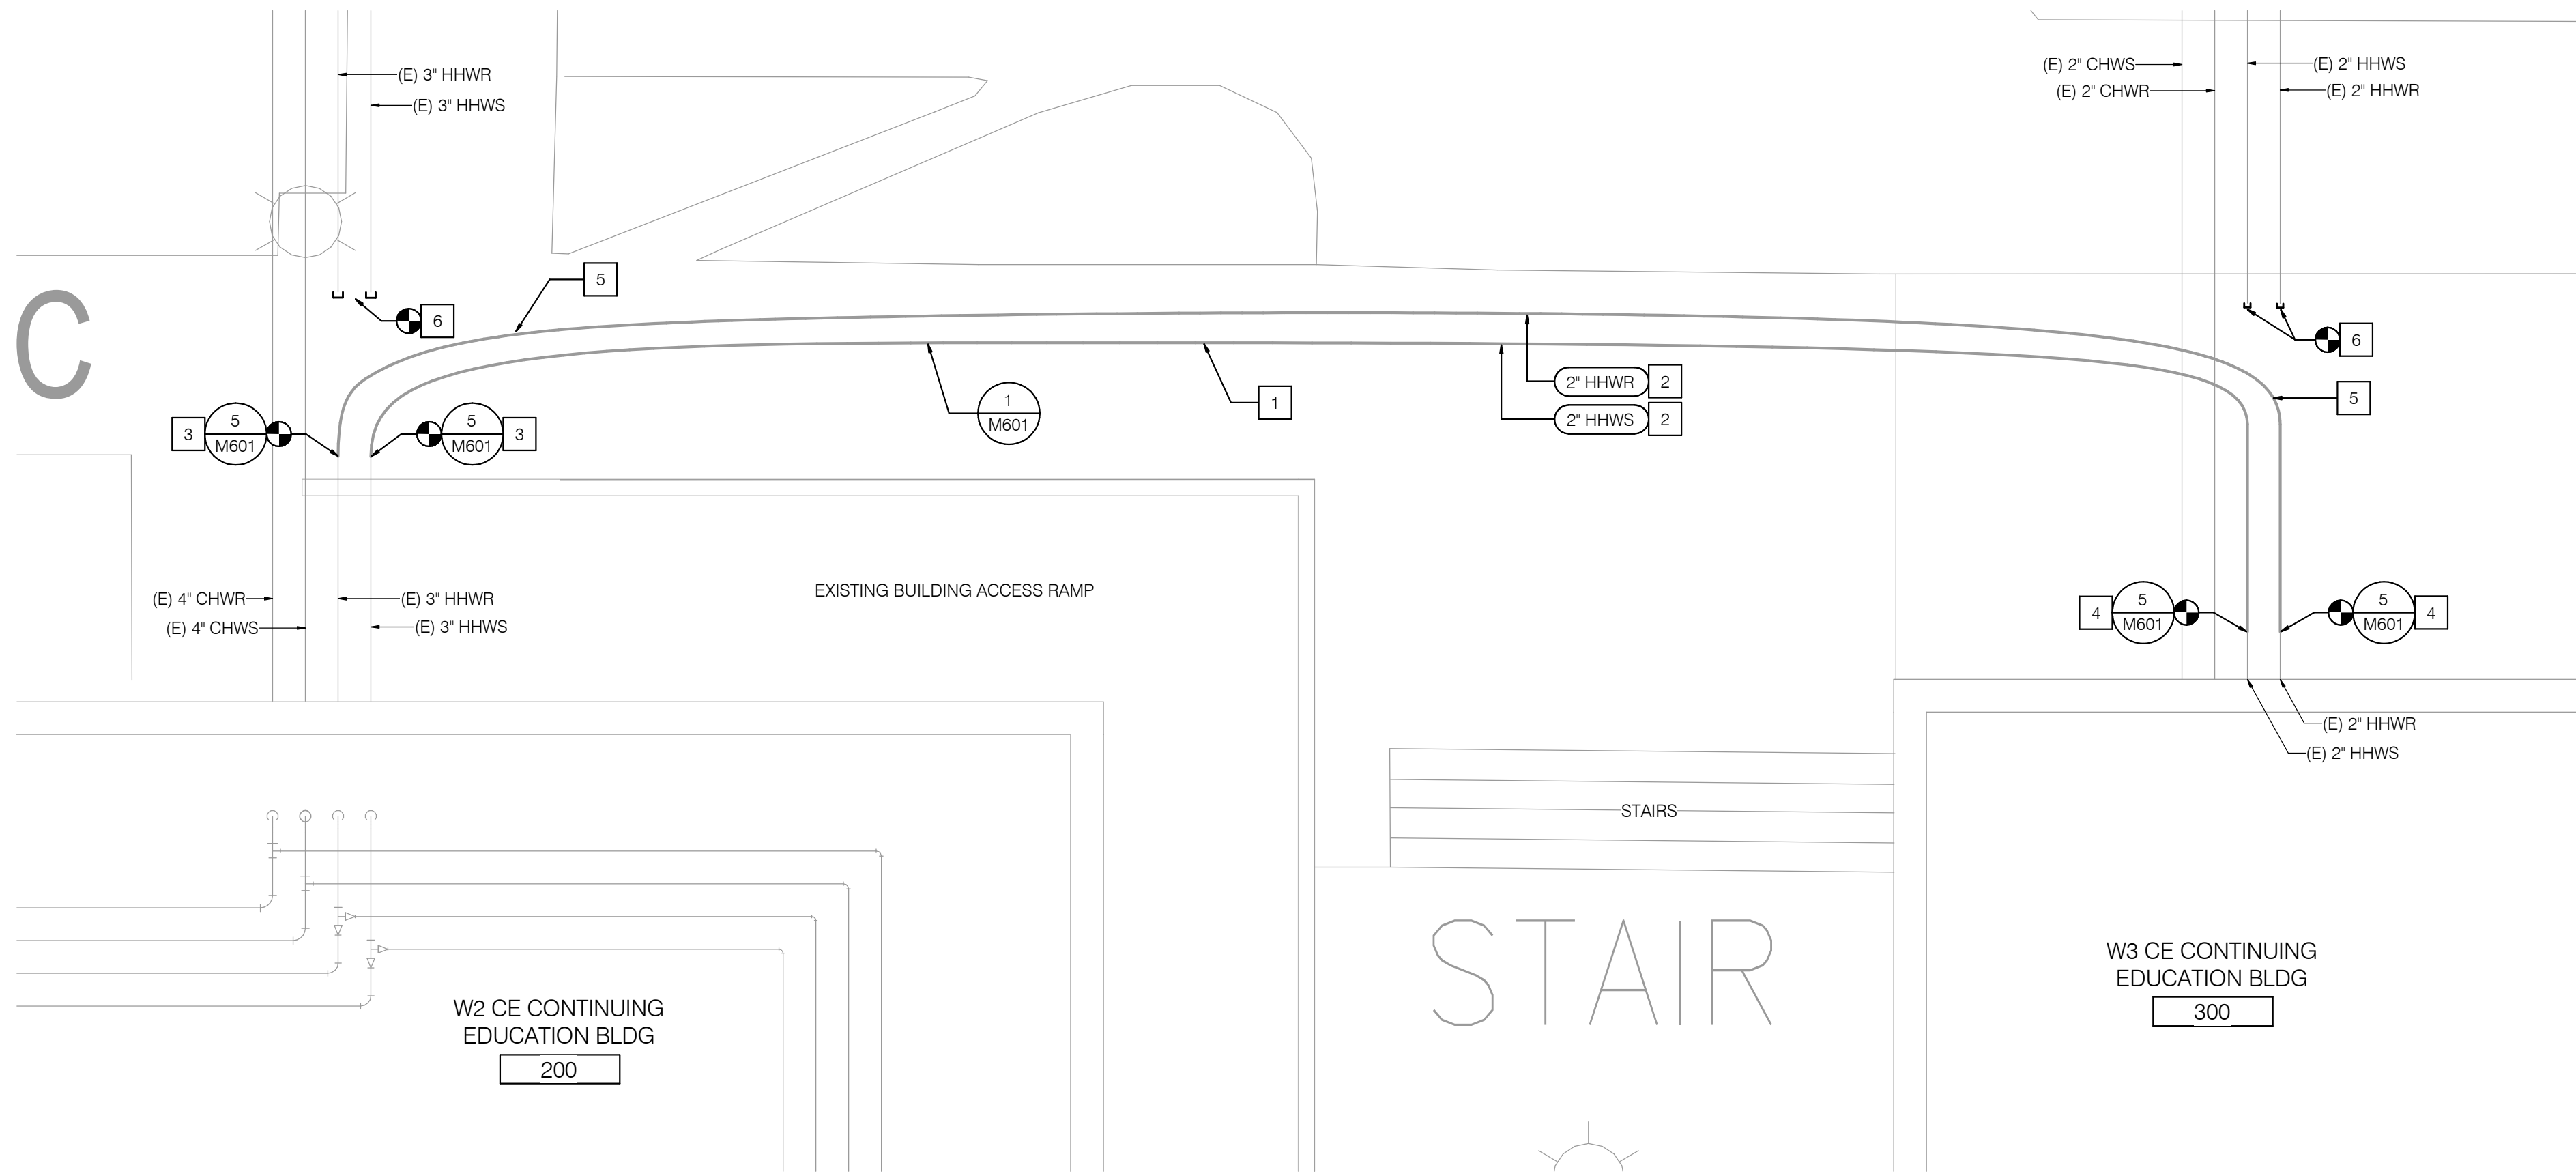 (E) 3" HHWR
(E) 3" HHWS
(E) 2" CHWS
(E) 2" CHWR
(E) 2" HHWS
(E) 2" HHWR
C
5
6
6
1
M601
1
2" HHWR 2
2" HHWS 2
5
3 5 M601
5 M601 3
(E) 4" CHWR
(E) 4" CHWS
(E) 3" HHWR
(E) 3" HHWS
EXISTING BUILDING ACCESS RAMP
4 5 M601
5 M601 4
(E) 2" HHWR
(E) 2" HHWS
STAIRS
STAIR
W2 CE CONTINUING
EDUCATION BLDG
200
W3 CE CONTINUING
EDUCATION BLDG
300